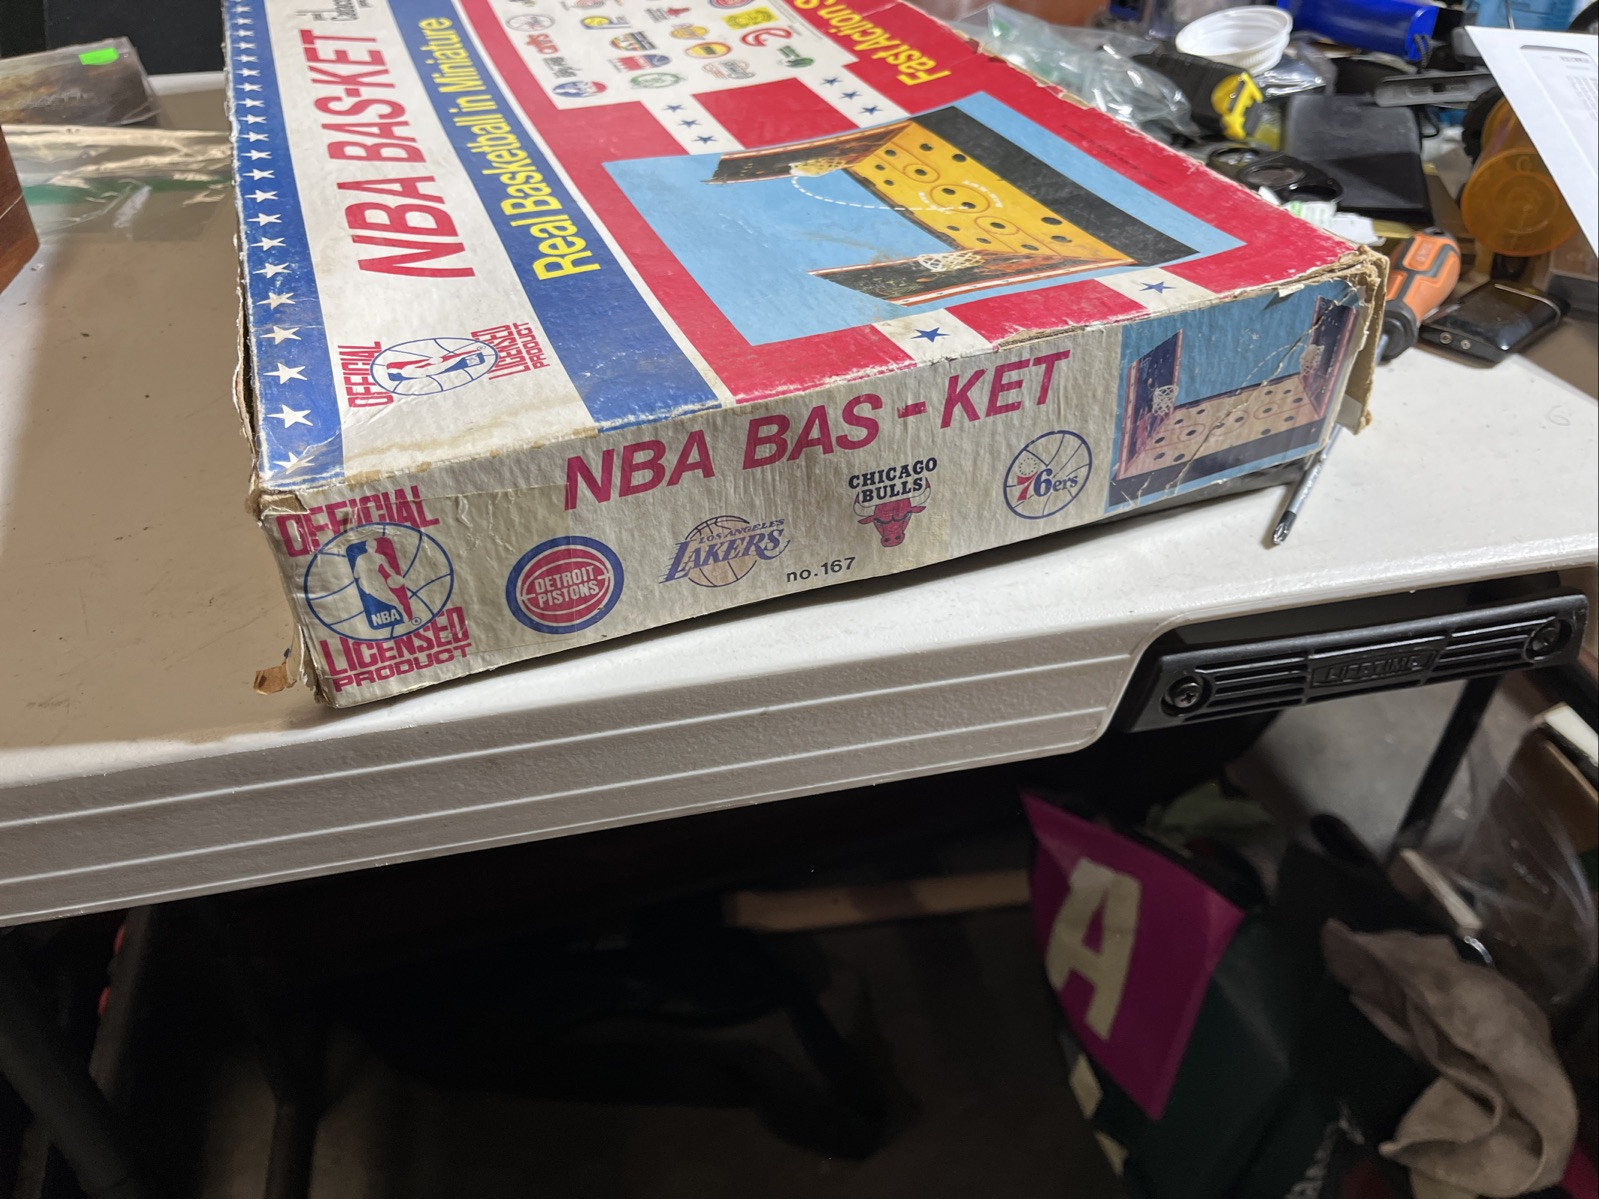 NBA BAS-KET
Real Basketball in Miniature
Fast Action
OFFICIAL
LICENSED
PRODUCT
NBA BAS-KET
OFFICIAL
NBA
LICENSED
PRODUCT
DETROIT
PISTONS
LOS ANGELES
LAKERS
no.167
CHICAGO
BULLS
76ers
LIFETIME
A